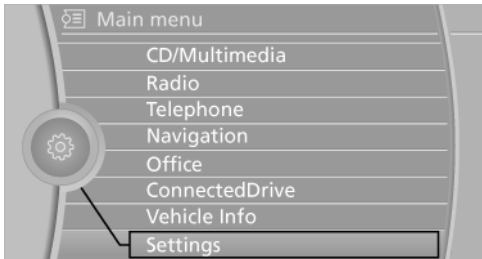 Main menu
CD/Multimedia
Radio
Telephone
Navigation
Office
ConnectedDrive
Vehicle Info
Settings